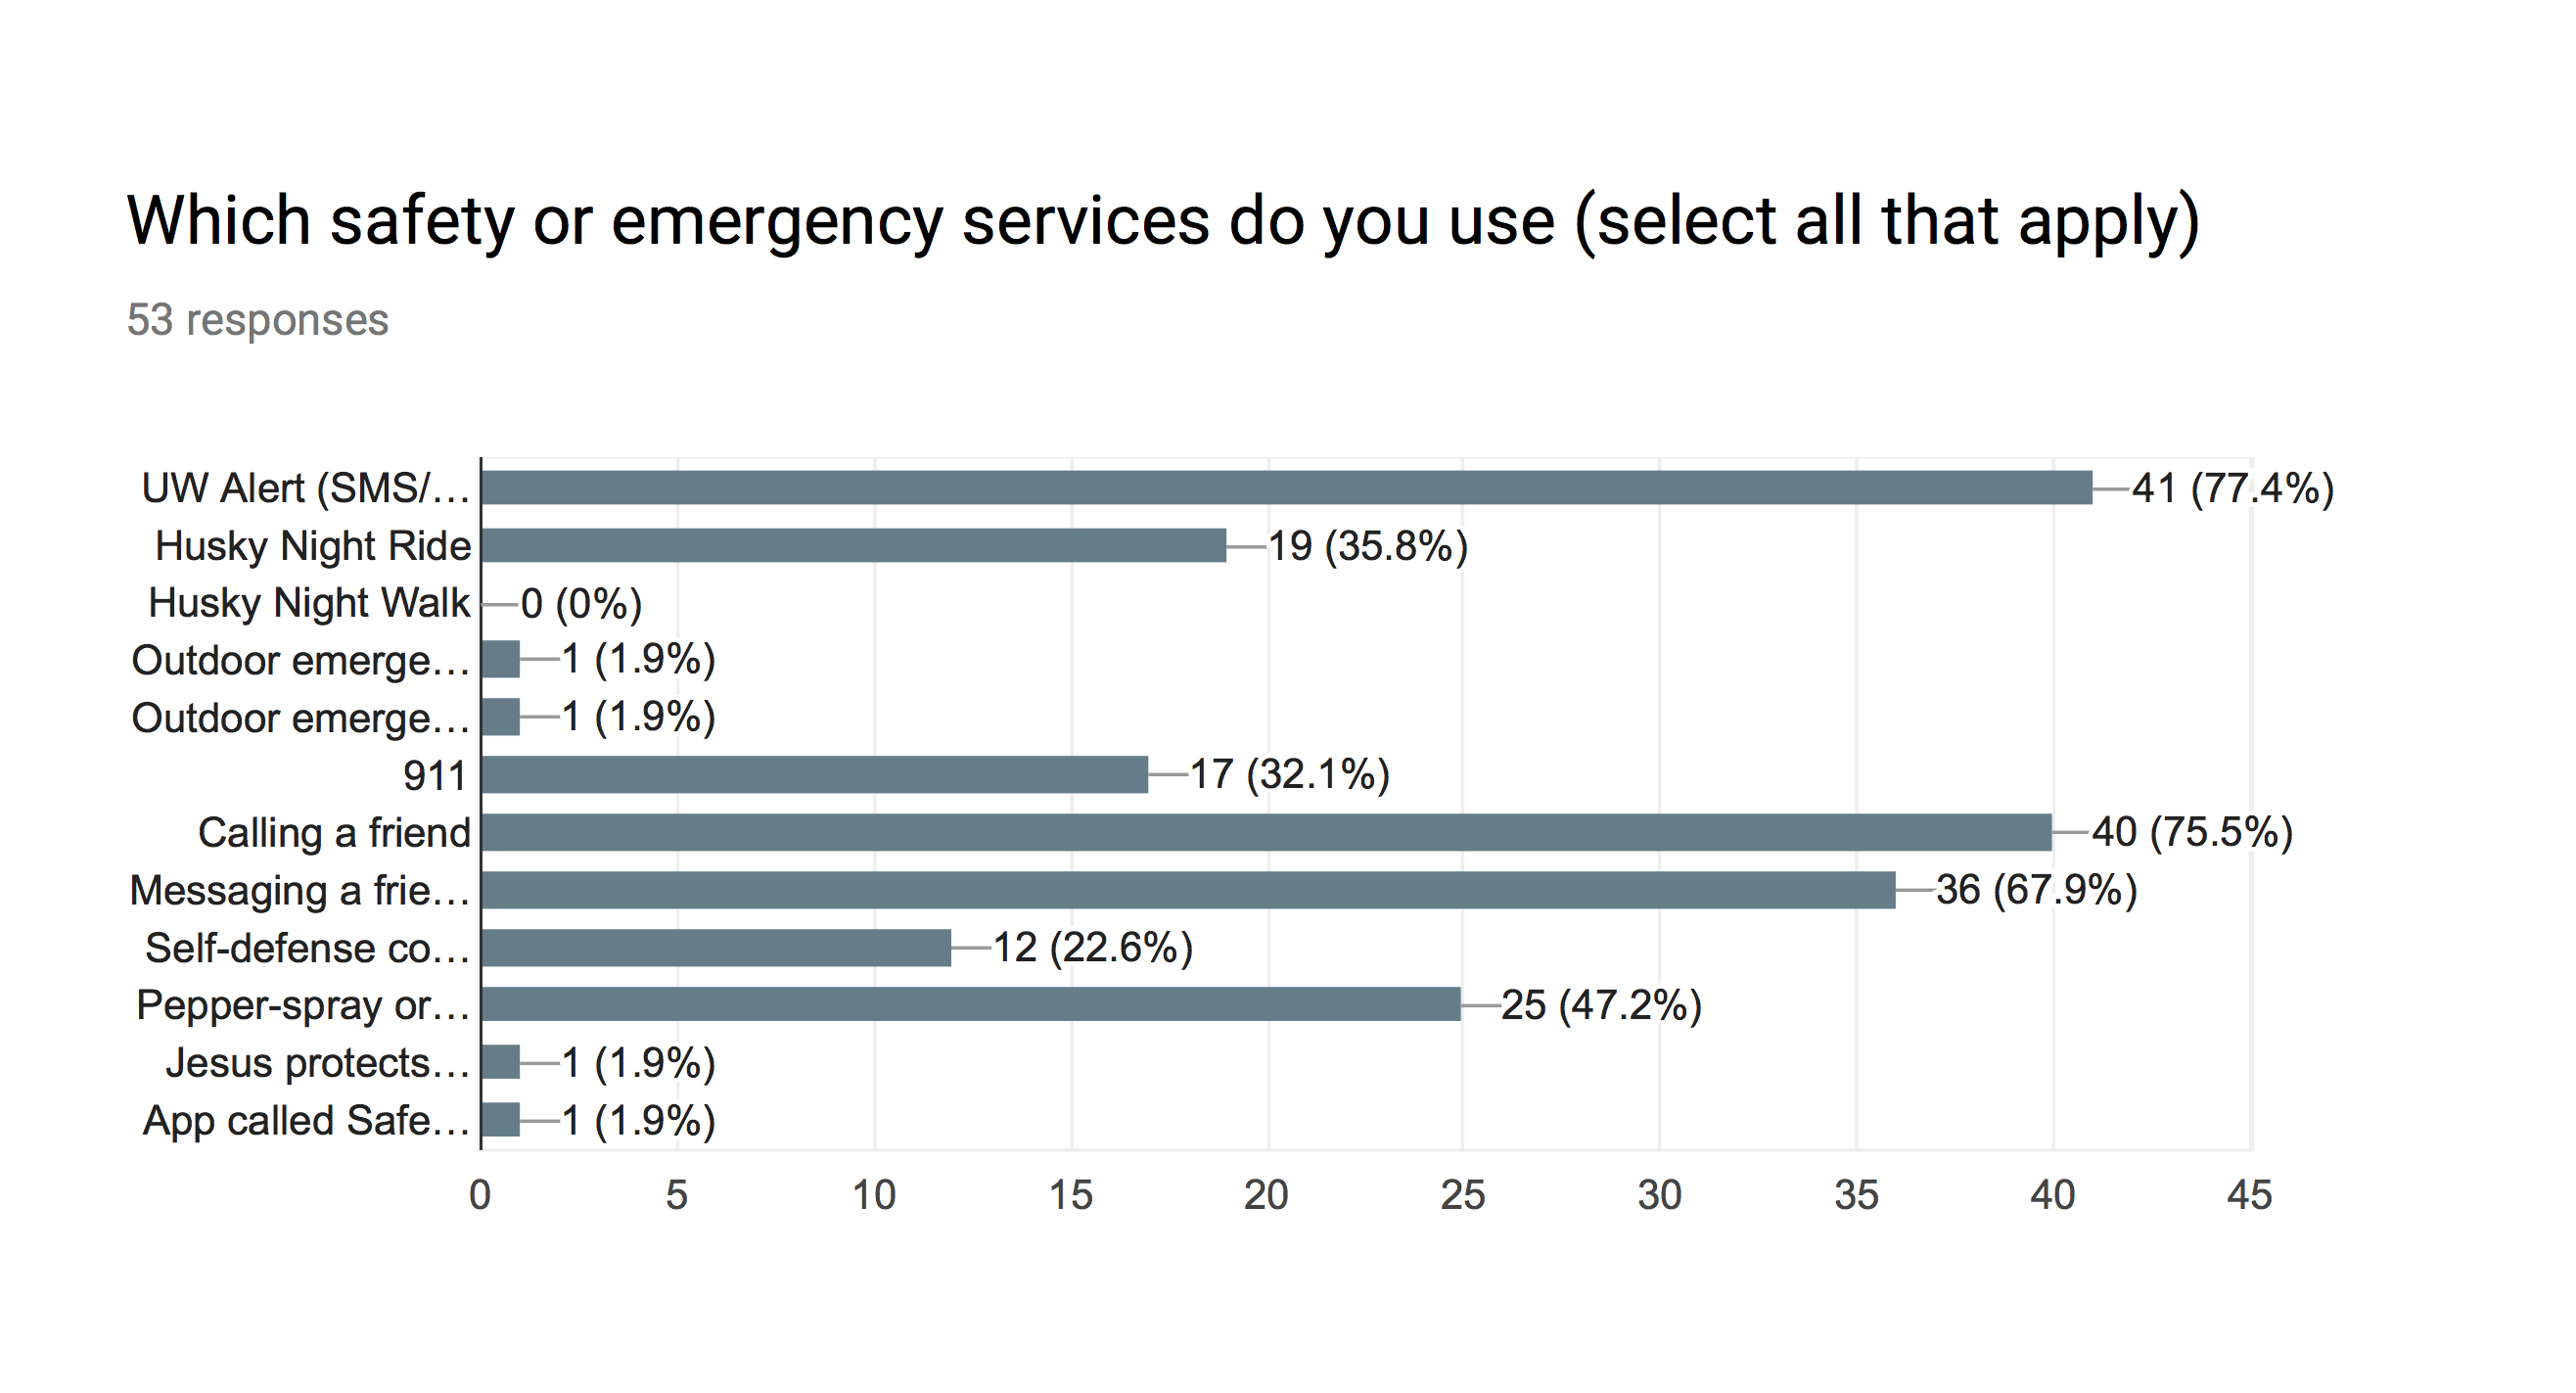 Which safety or emergency services do you use (select all that apply)
53 responses
UW Alert (SMS/… 41 (77.4%)
Husky Night Ride 19 (35.8%)
Husky Night Walk 0 (0%)
Outdoor emerge… 1 (1.9%)
Outdoor emerge… 1 (1.9%)
911 17 (32.1%)
Calling a friend 40 (75.5%)
Messaging a frie… 36 (67.9%)
Self-defense co… 12 (22.6%)
Pepper-spray or… 25 (47.2%)
Jesus protects… 1 (1.9%)
App called Safe… 1 (1.9%)
0 5 10 15 20 25 30 35 40 45